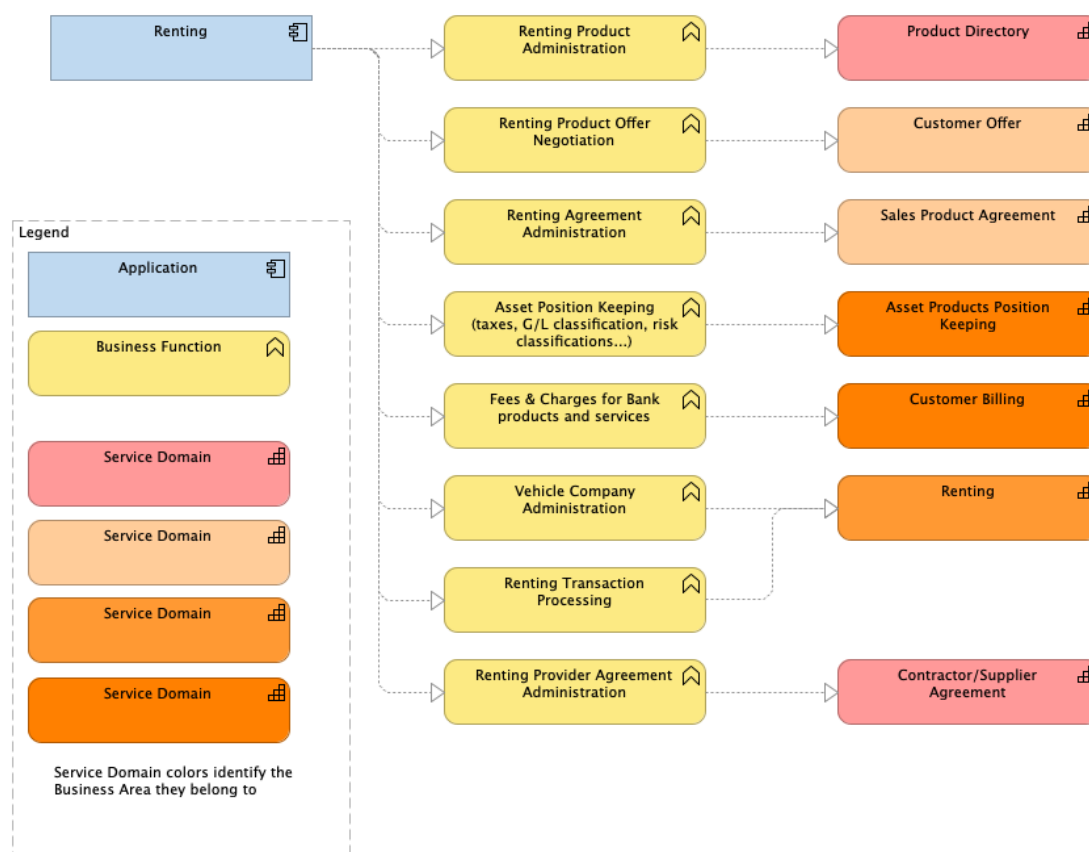 Renting
Renting Product
Administration
Product Directory
Renting Product Offer
Negotiation
Customer Offer
Renting Agreement
Administration
Sales Product Agreement
Asset Position Keeping
(taxes, G/L classification, risk
classifications...)
Asset Products Position
Keeping
Fees & Charges for Bank
products and services
Customer Billing
Vehicle Company
Administration
Renting
Renting Transaction
Processing
Renting Provider Agreement
Administration
Contractor/Supplier
Agreement
Legend
Application
Business Function
Service Domain
Service Domain
Service Domain
Service Domain
Service Domain colors identify the
Business Area they belong to